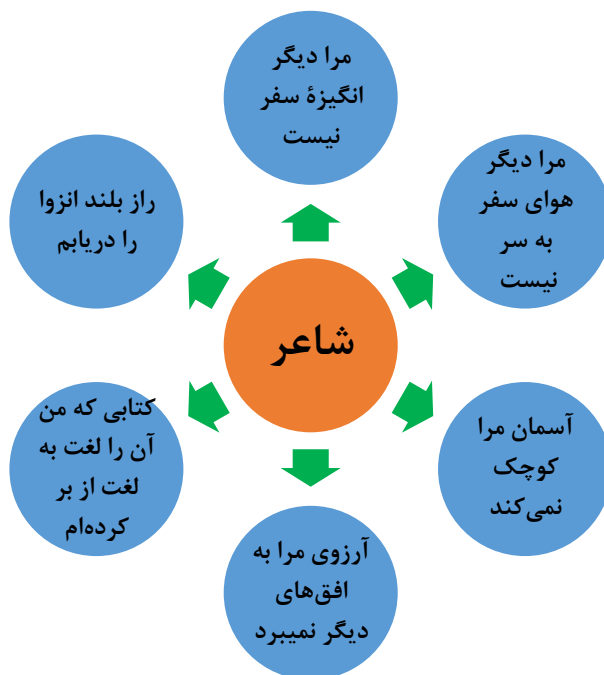 مرا دیگر
انگیزهٔ سفر
نیست
مرا دیگر
هوای سفر
به سر
نیست
آسمان مرا
کوچک
نمی‌کند
آرزوی مرا به
افق‌های
دیگر نمیبرد
کتابی که من
آن را لغت به
لغت از بر
کرده‌ام
راز بلند انزوا
را دریابم
شاعر